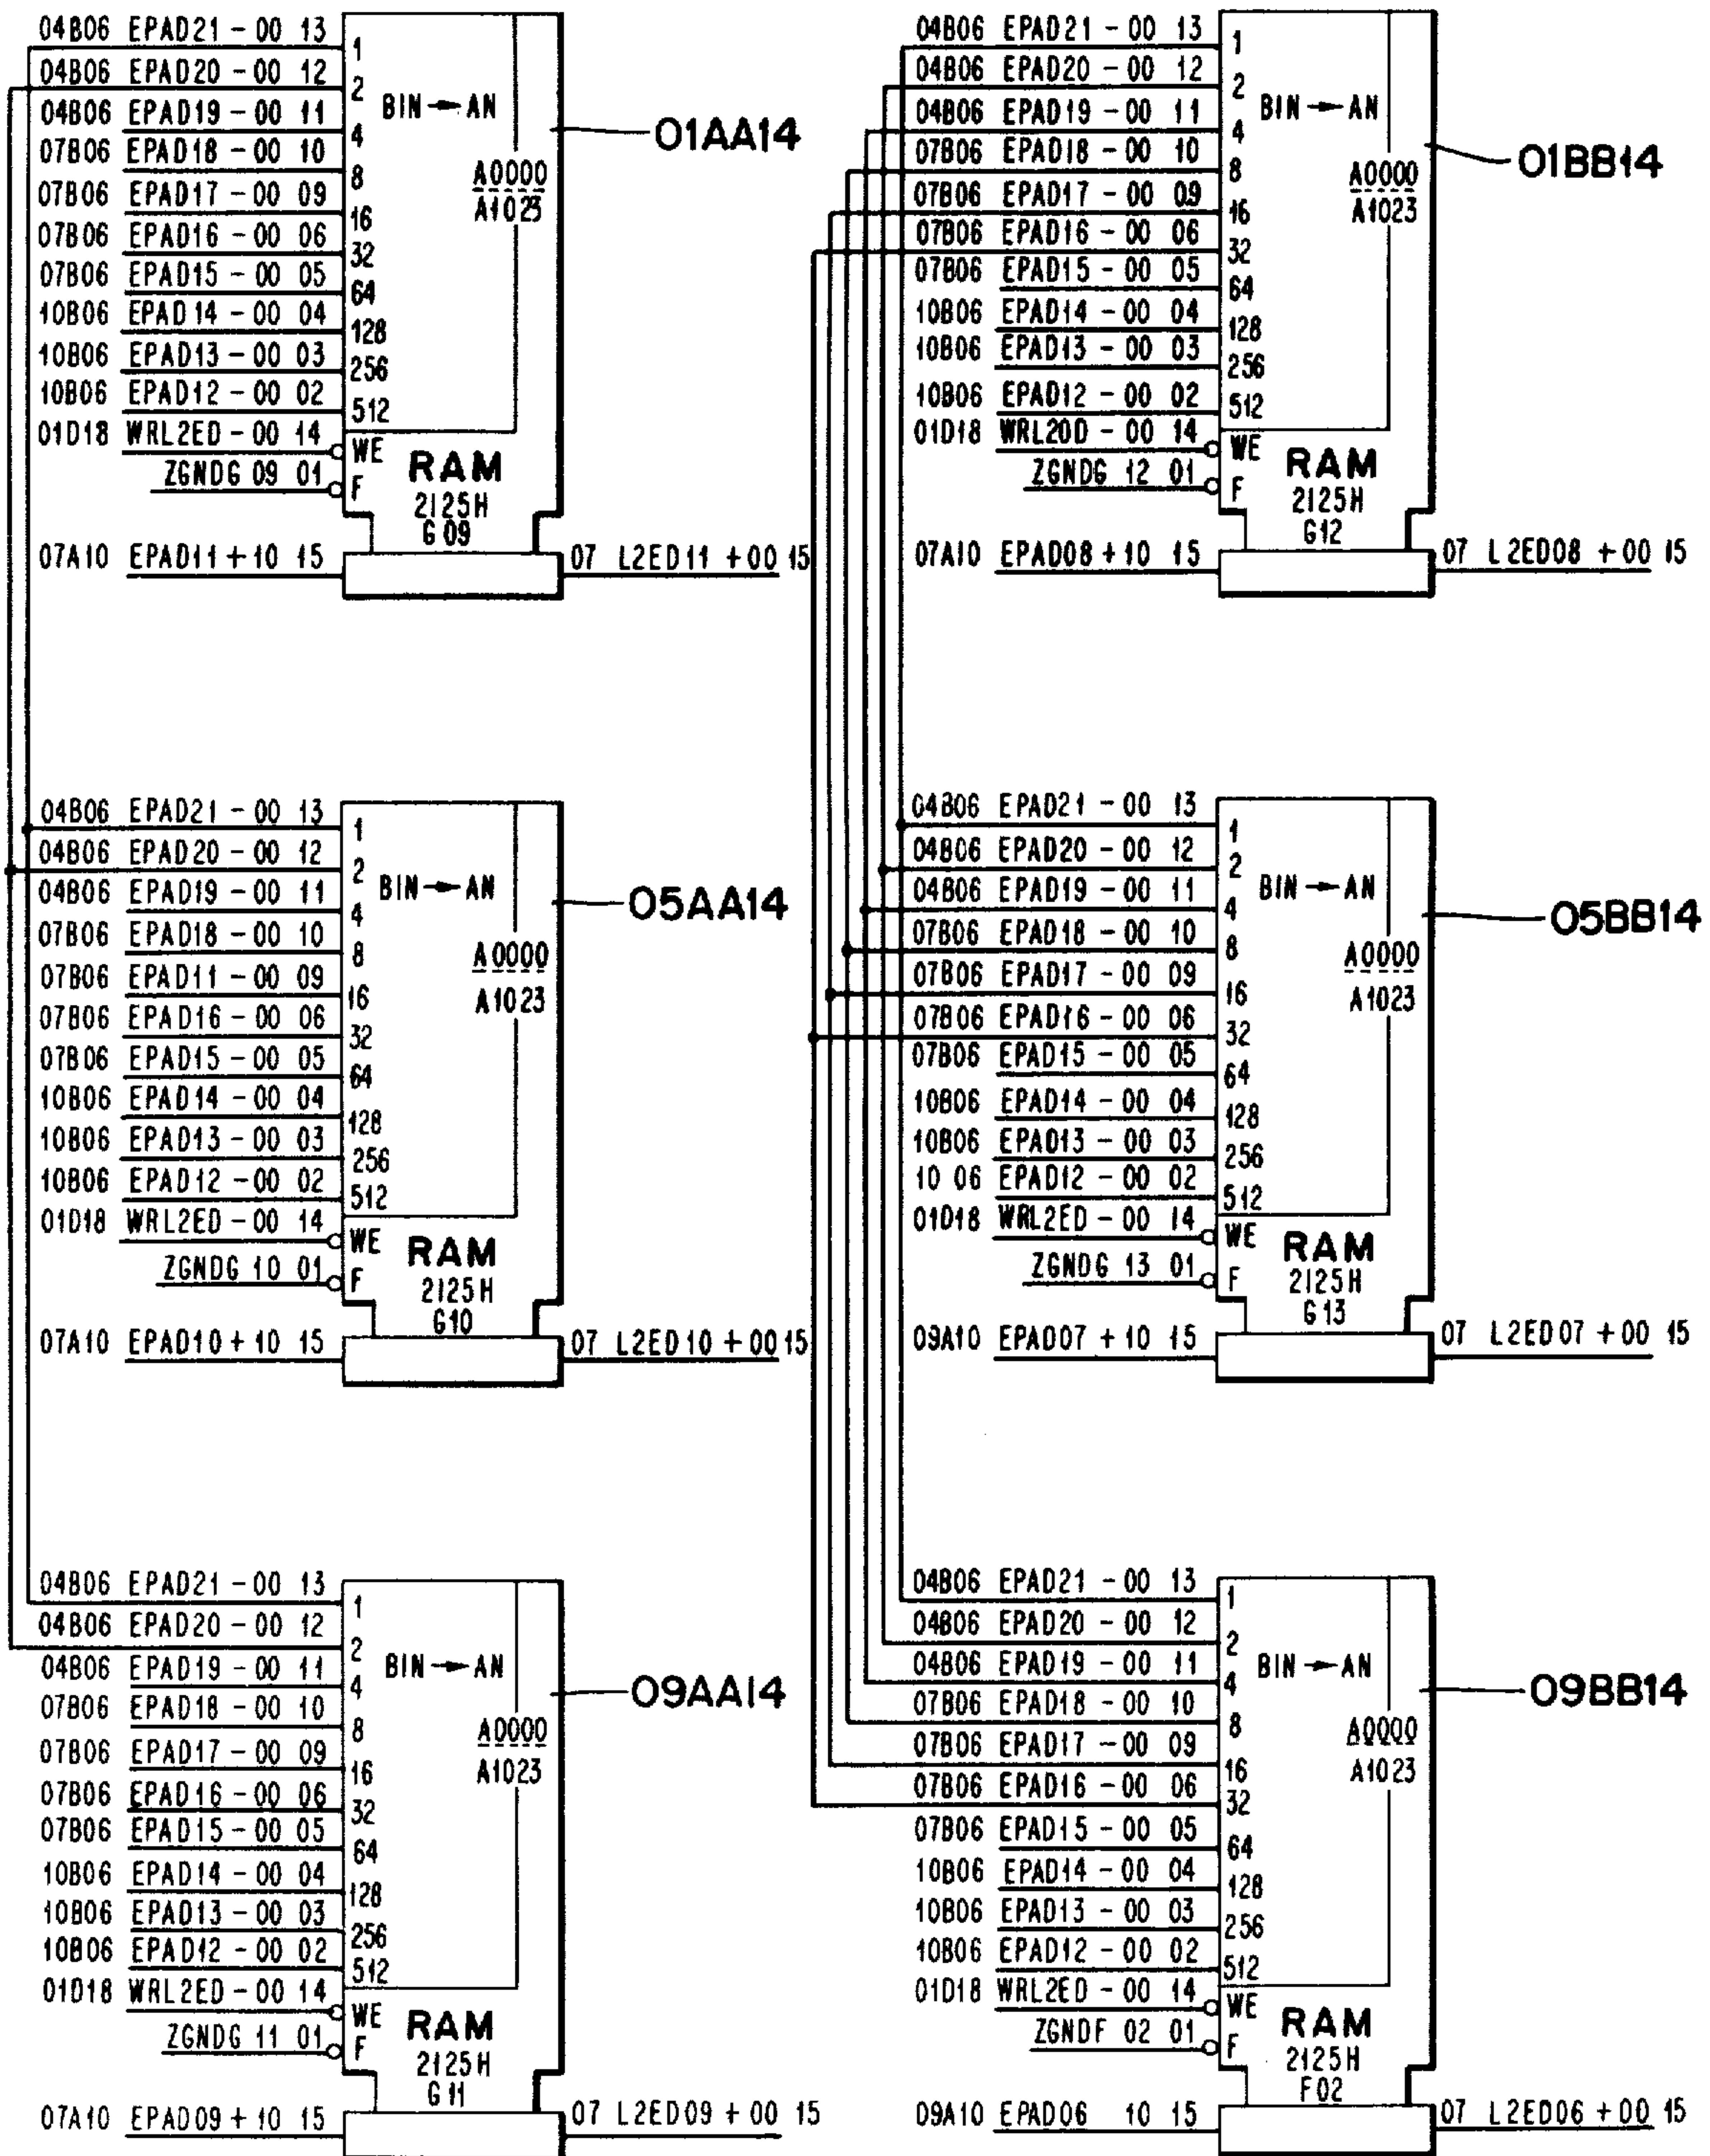 04B06 EPAD21 - 00 13
1
04B06 EPAD20 - 00 12
2
BIN → AN
04B06 EPAD19 - 00 11
4
01AA14
07B06 EPAD18 - 00 10
8
A0000
A1023
07B06 EPAD17 - 00 09
16
07B06 EPAD16 - 00 06
32
07B06 EPAD15 - 00 05
64
10B06 EPAD14 - 00 04
128
10B06 EPAD13 - 00 03
256
10B06 EPAD12 - 00 02
512
01D18 WRL2ED - 00 14
WE
RAM
ZGNDG 09 01
F
2125H
G09
07A10 EPAD11 + 10 15
07 L2ED11 + 00 15
04B06 EPAD21 - 00 13
1
04B06 EPAD20 - 00 12
2
BIN → AN
04B06 EPAD19 - 00 11
4
01BB14
07B06 EPAD18 - 00 10
8
A0000
A1023
07B06 EPAD17 - 00 09
16
07B06 EPAD16 - 00 06
32
07B06 EPAD15 - 00 05
64
10B06 EPAD14 - 00 04
128
10B06 EPAD13 - 00 03
256
10B06 EPAD12 - 00 02
512
01D18 WRL20D - 00 14
WE
RAM
ZGNDG 12 01
F
2125H
G12
07A10 EPAD08 + 10 15
07 L2ED08 + 00 15
04B06 EPAD21 - 00 13
1
04B06 EPAD20 - 00 12
2
BIN → AN
04B06 EPAD19 - 00 11
4
05AA14
07B06 EPAD18 - 00 10
8
A0000
A1023
07B06 EPAD11 - 00 09
16
07B06 EPAD16 - 00 06
32
07B06 EPAD15 - 00 05
64
10B06 EPAD14 - 00 04
128
10B06 EPAD13 - 00 03
256
10B06 EPAD12 - 00 02
512
01D18 WRL2ED - 00 14
WE
RAM
ZGNDG 10 01
F
2125H
G10
07A10 EPAD10 + 10 15
07 L2ED10 + 00 15
04B06 EPAD21 - 00 13
1
04B06 EPAD20 - 00 12
2
BIN → AN
04B06 EPAD19 - 00 11
4
05BB14
07B06 EPAD18 - 00 10
8
A0000
A1023
07B06 EPAD17 - 00 09
16
07B06 EPAD16 - 00 06
32
07B06 EPAD15 - 00 05
64
10B06 EPAD14 - 00 04
128
10B06 EPAD13 - 00 03
256
10 06 EPAD12 - 00 02
512
01D18 WRL2ED - 00 14
WE
RAM
ZGNDG 13 01
F
2125H
G13
09A10 EPAD07 + 10 15
07 L2ED07 + 00 15
04B06 EPAD21 - 00 13
1
04B06 EPAD20 - 00 12
2
BIN → AN
04B06 EPAD19 - 00 11
4
09AA14
07B06 EPAD18 - 00 10
8
A0000
A1023
07B06 EPAD17 - 00 09
16
07B06 EPAD16 - 00 06
32
07B06 EPAD15 - 00 05
64
10B06 EPAD14 - 00 04
128
10B06 EPAD13 - 00 03
256
10B06 EPAD12 - 00 02
512
01D18 WRL2ED - 00 14
WE
RAM
ZGNDG 11 01
F
2125H
G11
07A10 EPAD09 + 10 15
07 L2ED09 + 00 15
04B06 EPAD21 - 00 13
1
04B06 EPAD20 - 00 12
2
BIN → AN
04B06 EPAD19 - 00 11
4
09BB14
07B06 EPAD18 - 00 10
8
A0000
A1023
07B06 EPAD17 - 00 09
16
07B06 EPAD16 - 00 06
32
07B06 EPAD15 - 00 05
64
10B06 EPAD14 - 00 04
128
10B06 EPAD13 - 00 03
256
10B06 EPAD12 - 00 02
512
01D18 WRL2ED - 00 14
WE
RAM
ZGNDF 02 01
F
2125H
F02
09A10 EPAD06 10 15
07 L2ED06 + 00 15